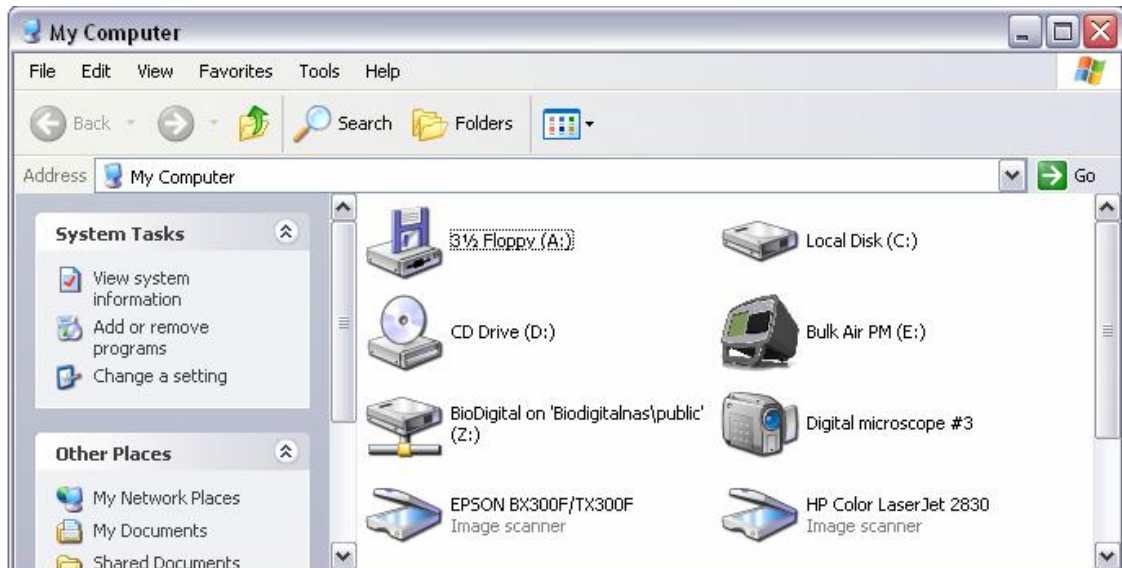 My Computer
File Edit View Favorites Tools Help
Back Search Folders
Address My Computer Go
System Tasks
View system
information
Add or remove
programs
Change a setting
Other Places
My Network Places
My Documents
Shared Documents
3½ Floppy (A:)
Local Disk (C:)
CD Drive (D:)
Bulk Air PM (E:)
BioDigital on 'Biodigitalnas\public'
(Z:)
Digital microscope #3
EPSON BX300F/TX300F
Image scanner
HP Color LaserJet 2830
Image scanner